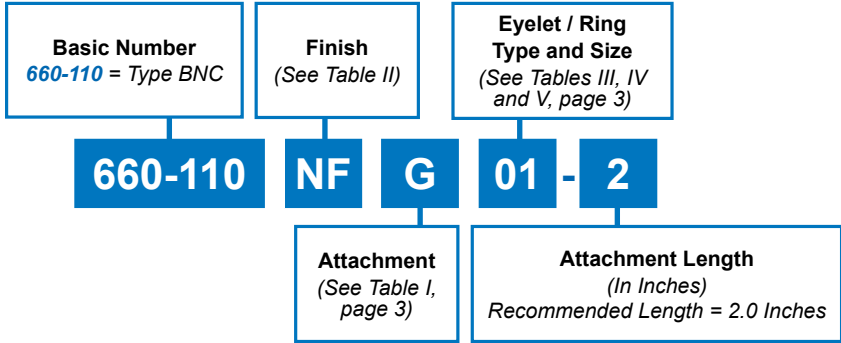 Basic Number
660-110 = Type BNC
Finish
(See Table II)
Eyelet / Ring
Type and Size
(See Tables III, IV
and V, page 3)
660-110 NF G 01 - 2
Attachment
(See Table I,
page 3)
Attachment Length
(In Inches)
Recommended Length = 2.0 Inches